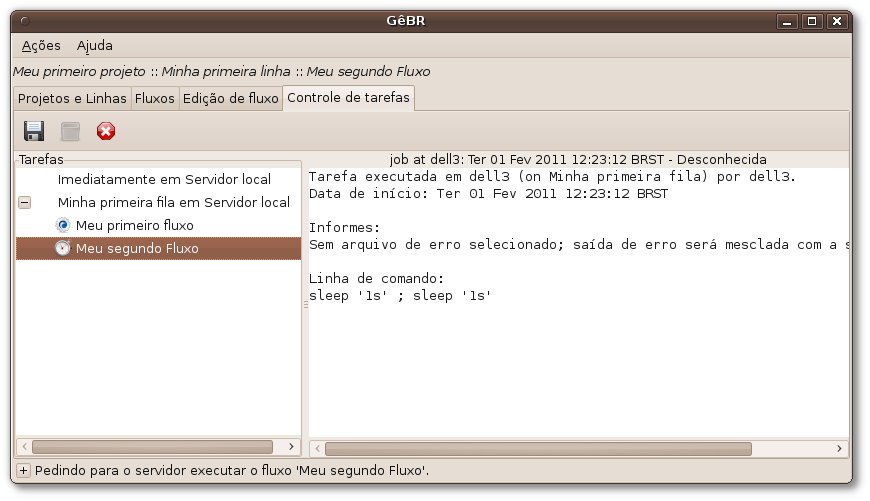 GêBR
Ações Ajuda
Meu primeiro projeto :: Minha primeira linha :: Meu segundo Fluxo
Projetos e Linhas Fluxos Edição de fluxo Controle de tarefas
Tarefas
Imediatamente em Servidor local
Minha primeira fila em Servidor local
Meu primeiro fluxo
Meu segundo Fluxo
job at dell3: Ter 01 Fev 2011 12:23:12 BRST - Desconhecida
Tarefa executada em dell3 (on Minha primeira fila) por dell3.
Data de início: Ter 01 Fev 2011 12:23:12 BRST
Informes:
Sem arquivo de erro selecionado; saída de erro será mesclada com a s
Linha de comando:
sleep '1s' ; sleep '1s'
Pedindo para o servidor executar o fluxo 'Meu segundo Fluxo'.